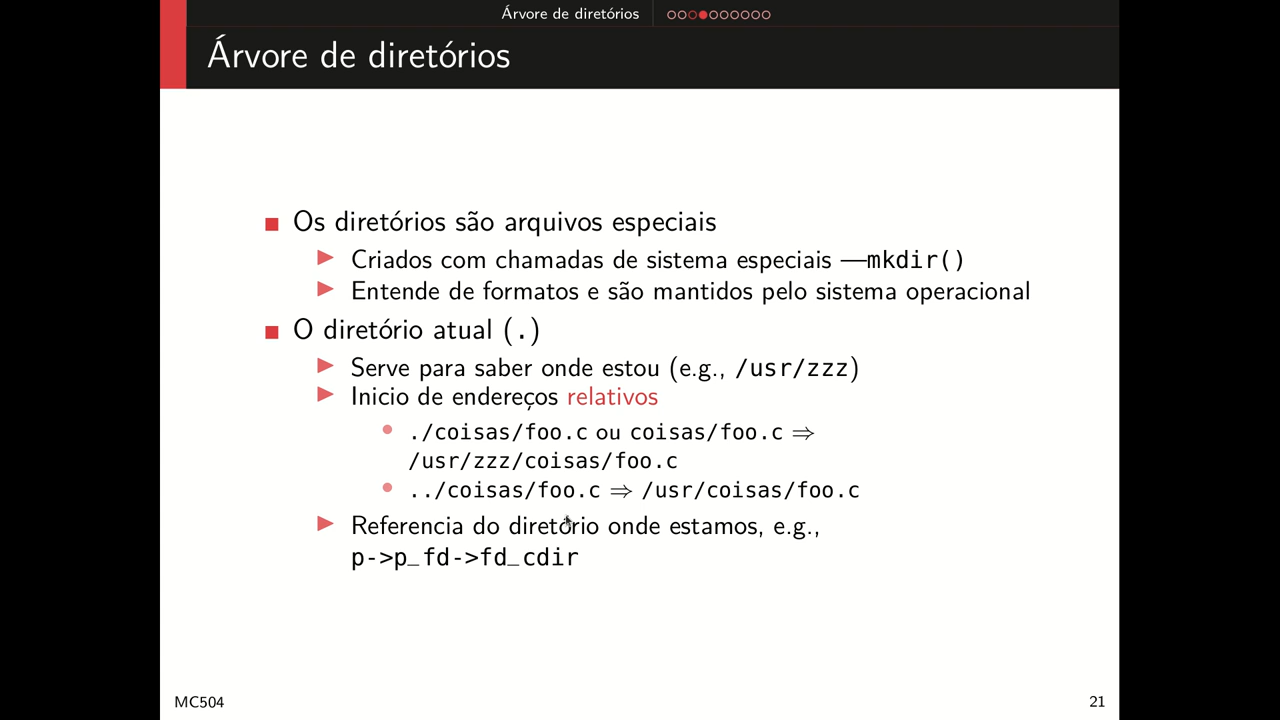 Árvore de diretórios
Árvore de diretórios
Os diretórios são arquivos especiais
Criados com chamadas de sistema especiais —mkdir()
Entende de formatos e são mantidos pelo sistema operacional
O diretório atual (.)
Serve para saber onde estou (e.g., /usr/zzz)
Inicio de endereços relativos
./coisas/foo.c ou coisas/foo.c ⇒
/usr/zzz/coisas/foo.c
../coisas/foo.c ⇒ /usr/coisas/foo.c
Referencia do diretório onde estamos, e.g.,
p->p_fd->fd_cdir
MC504
21